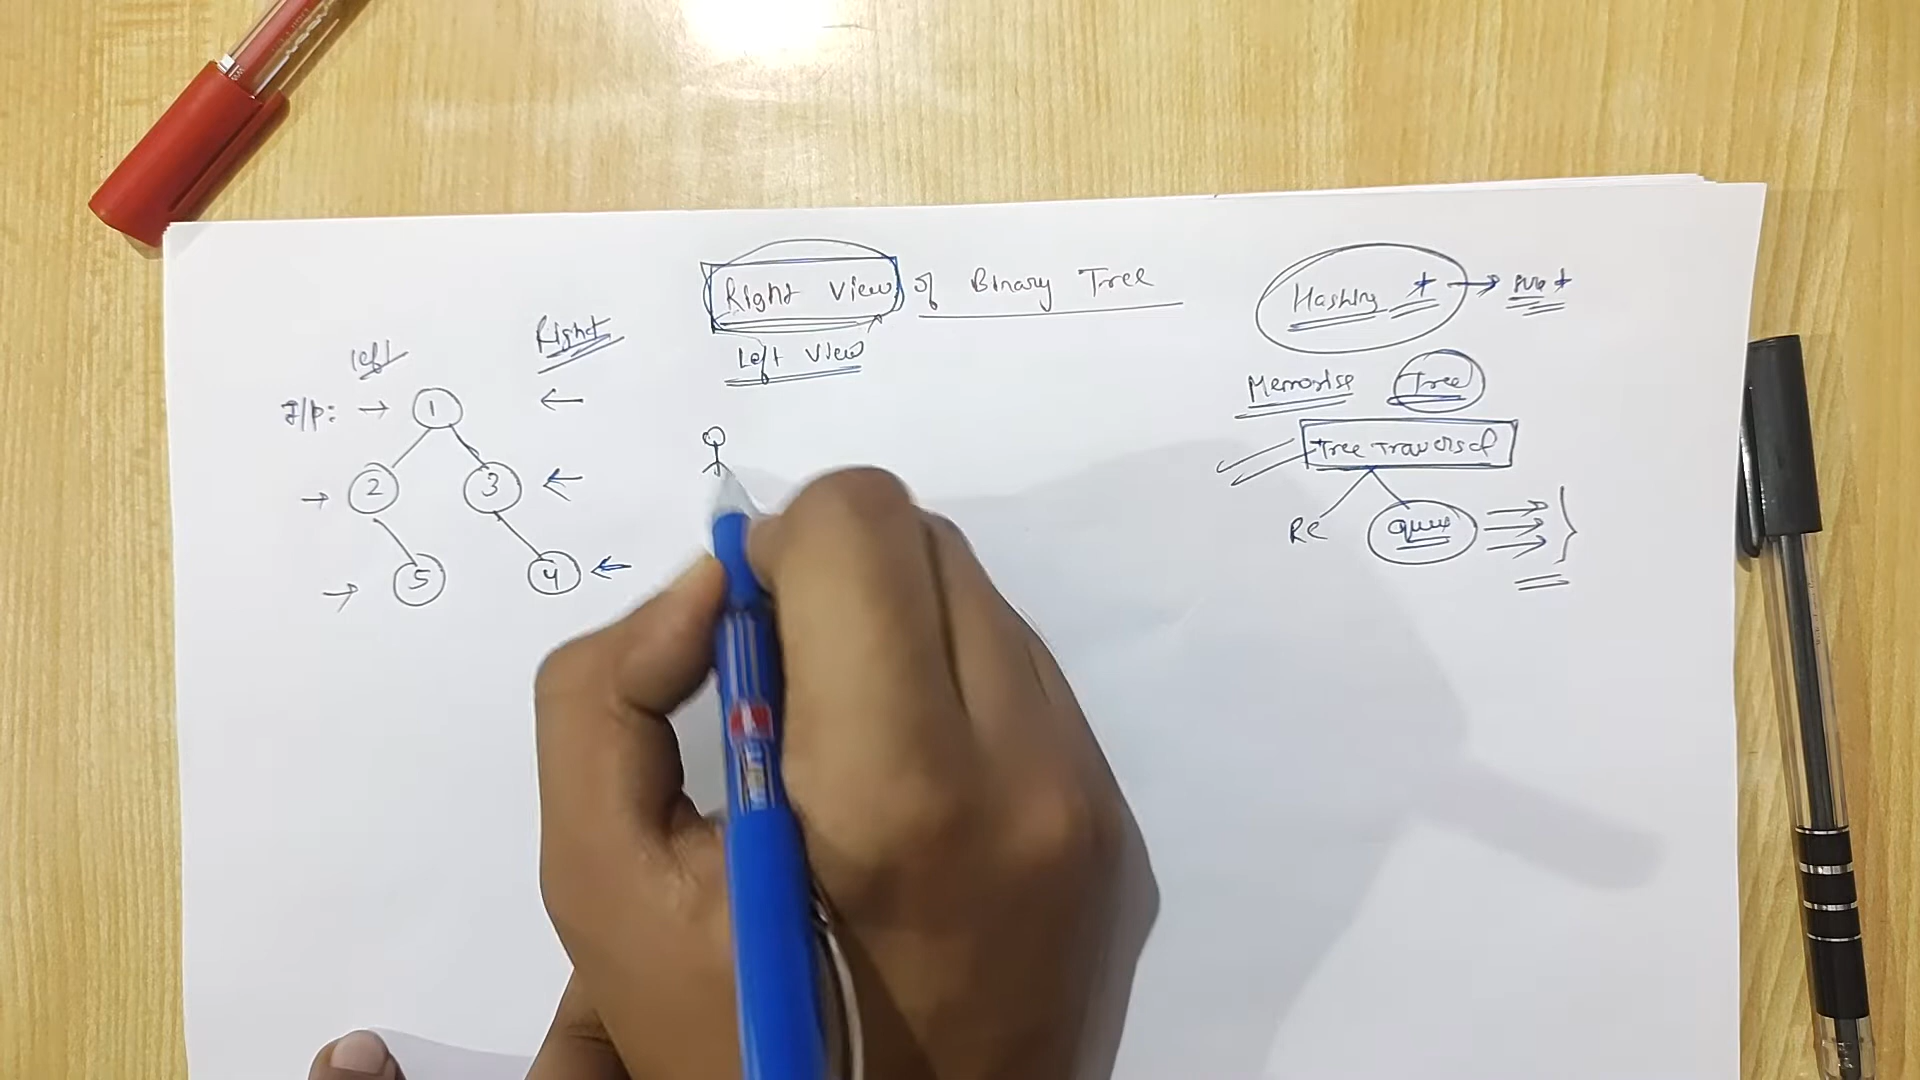 Right View of Binary Tree
Left View
left
Right
I/p: → 1 ←
→ 2 3 ←
→ 5 4 ←
Hashing + →
Memorise Tree
Tree Traversal
Re